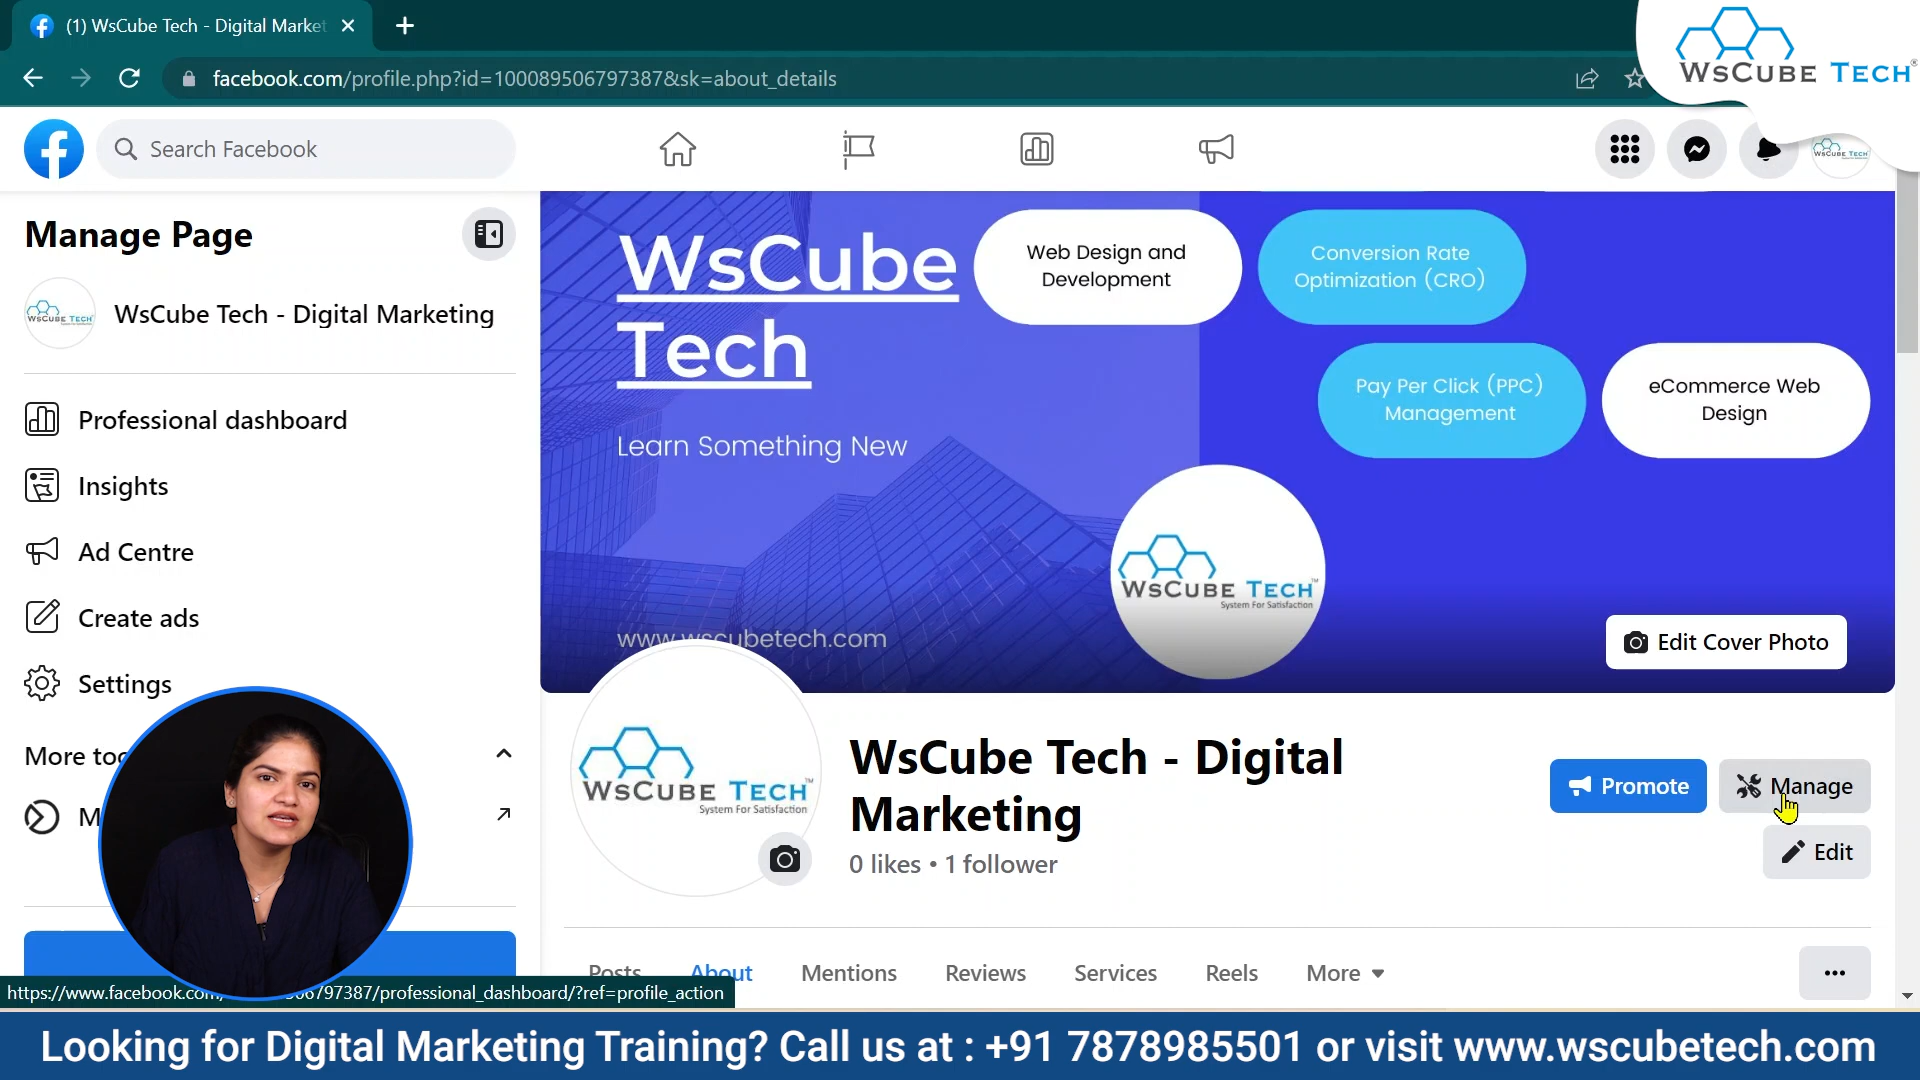 (1) WsCube Tech - Digital Market
facebook.com/profile.php?id=100089506797387&sk=about_details
WsCube Tech
Search Facebook
WsCube Tech
Manage Page
WsCube Tech
WsCube Tech - Digital Marketing
Professional dashboard
Insights
Ad Centre
Create ads
Settings
WsCube
Tech
Learn Something New
www.wscubetech.com
Web Design and
Development
Conversion Rate
Optimization (CRO)
Pay Per Click (PPC)
Management
eCommerce Web
Design
WsCube Tech™
System For Satisfaction
Edit Cover Photo
WsCube Tech™
System For Satisfaction
WsCube Tech - Digital
Marketing
0 likes • 1 follower
Promote
Manage
Edit
Posts
About
Mentions
Reviews
Services
Reels
More
https://www.facebook.com/
506797387/professional_dashboard/?ref=profile_action
Looking for Digital Marketing Training? Call us at : +91 7878985501 or visit www.wscubetech.com